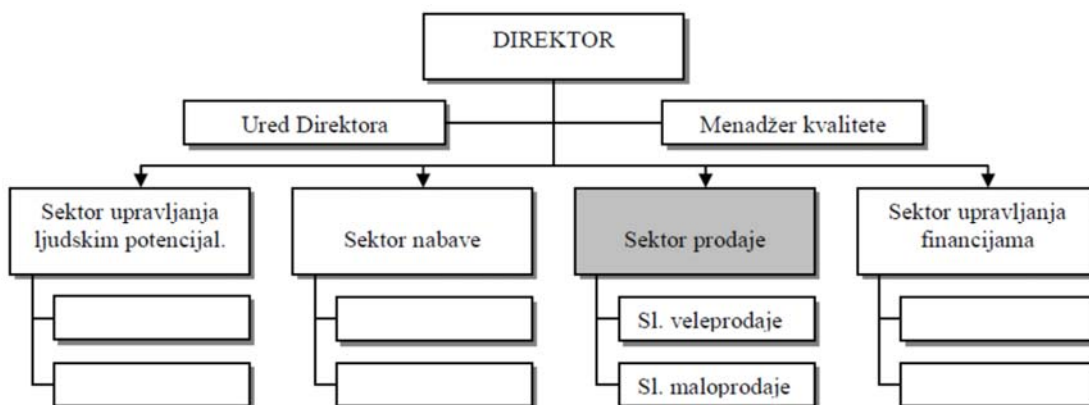 DIREKTOR
Ured Direktora
Menadžer kvalitete
Sektor upravljanja
ljudskim potencijal.
Sektor nabave
Sektor prodaje
Sektor upravljanja
financijama
Sl. veleprodaje
Sl. maloprodaje